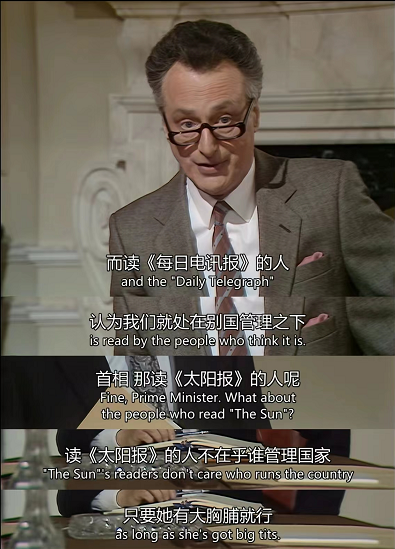 而读《每日电讯报》的人
and the "Daily Telegraph"
认为我们就处在别国管理之下
is read by the people who think it is.
首相 那读《太阳报》的人呢
Fine, Prime Minister. What about
the people who read "The Sun"?
读《太阳报》的人不在乎谁管理国家
"The Sun"'s readers don't care who runs the country
只要她有大胸脯就行
as long as she's got big tits.